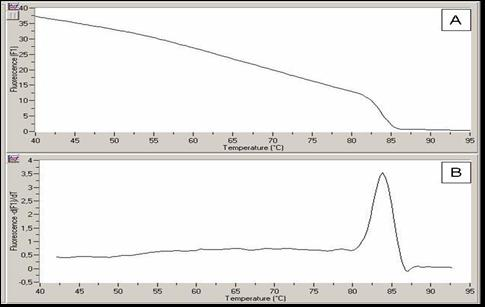 A
Fluorescence [F1]
40
35
30
25
20
15
10
5
0
40 45 50 55 60 65 70 75 80 85 90 95
Temperature [°C]
B
Fluorescence -d(F1)/dT
4
3,5
3
2,5
2
1,5
1
0,5
0
-0,5
40 45 50 55 60 65 70 75 80 85 90 95
Temperature [°C]